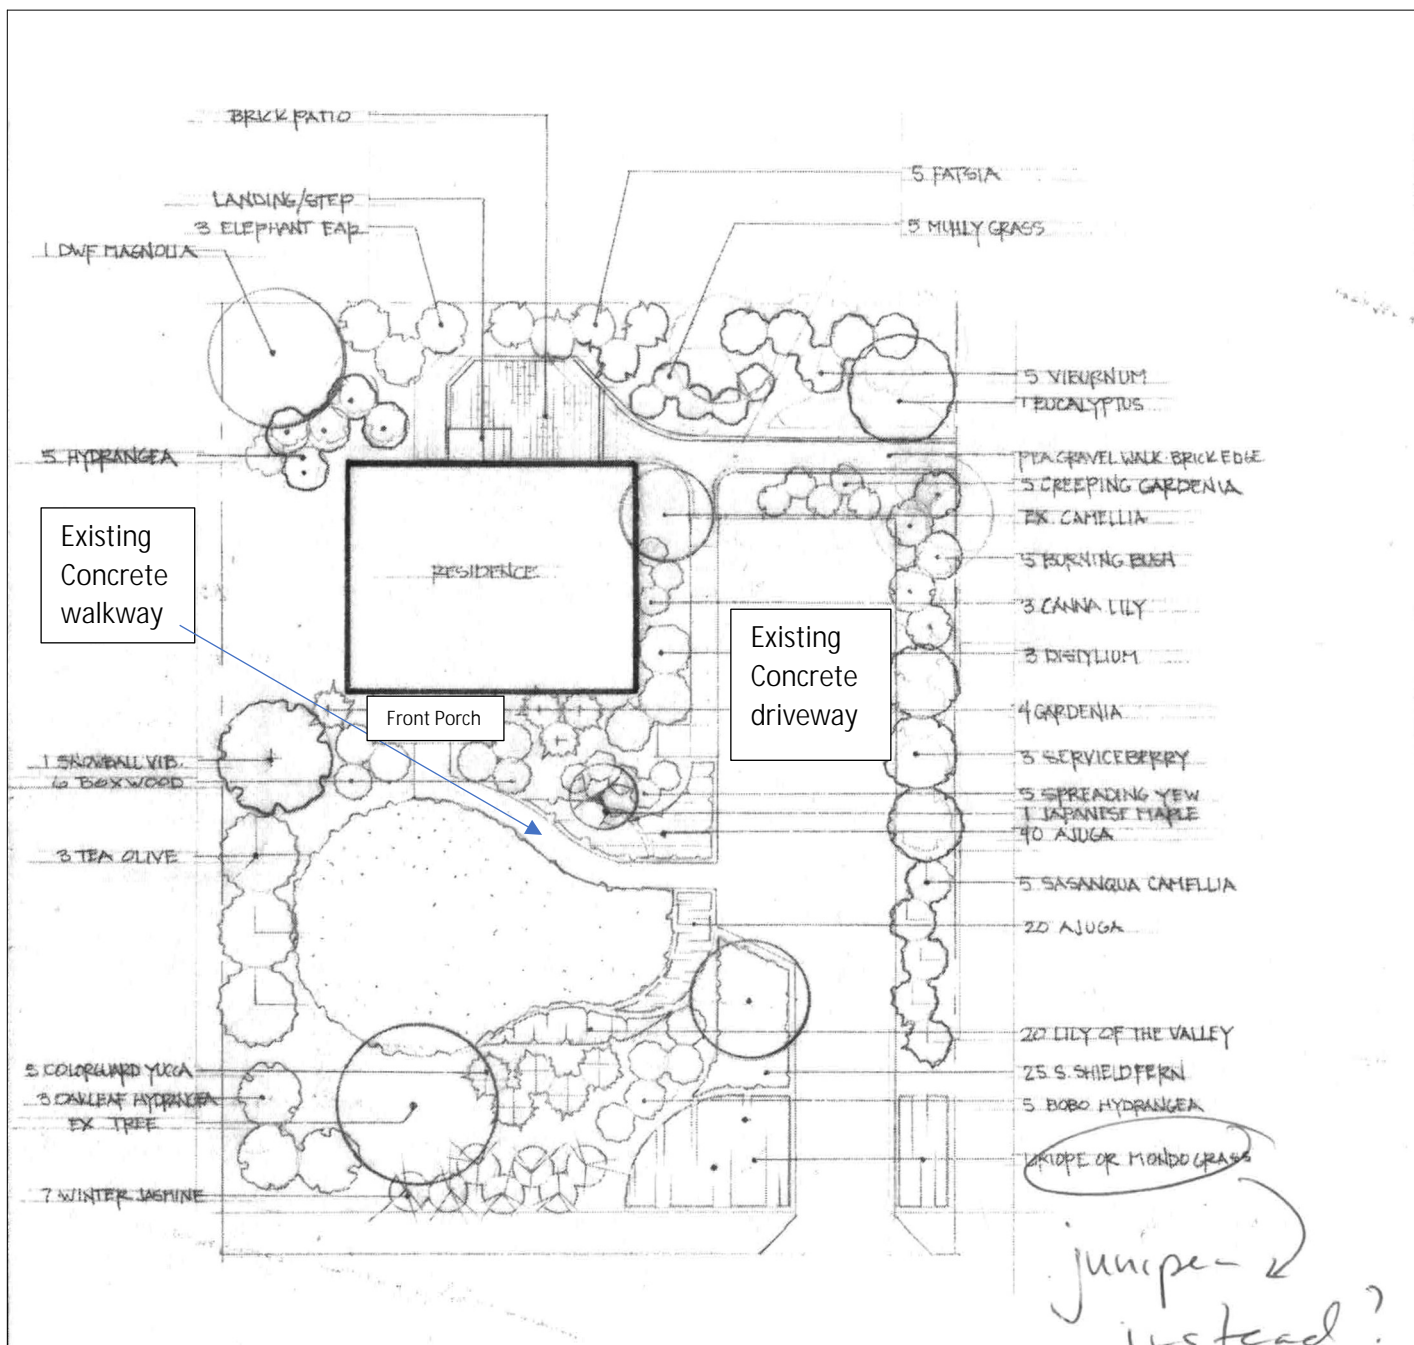 BRICK PATIO
5 FATSIA
LANDING/STEP
3 ELEPHANT EAR
5 MUHLY GRASS
1 DWF MAGNOLIA
5 VIBURNUM
1 EUCALYPTUS
5 HYDRANGEA
PEA GRAVEL WALK BRICK EDGE
5 CREEPING GARDENIA
EX. CAMELLIA
Existing
Concrete
walkway
RESIDENCE
5 BURNING BUSH
3 CANNA LILY
Existing
Concrete
driveway
3 DISTYLIUM
Front Porch
4 GARDENIA
1 SNOWBALL VIB.
6 BOXWOOD
3 SERVICEBERRY
5 SPREADING YEW
1 JAPANESE MAPLE
40 AJUGA
3 TEA OLIVE
5 SASANQUA CAMELLIA
20 AJUGA
20 LILY OF THE VALLEY
5 COLORGUARD YUCCA
25 S. SHIELD FERN
3 OAKLEAF HYDRANGEA
5 BOBO HYDRANGEA
EX TREE
LIRIOPE OR MONDO GRASS
7 WINTER JASMINE
juniper
instead?